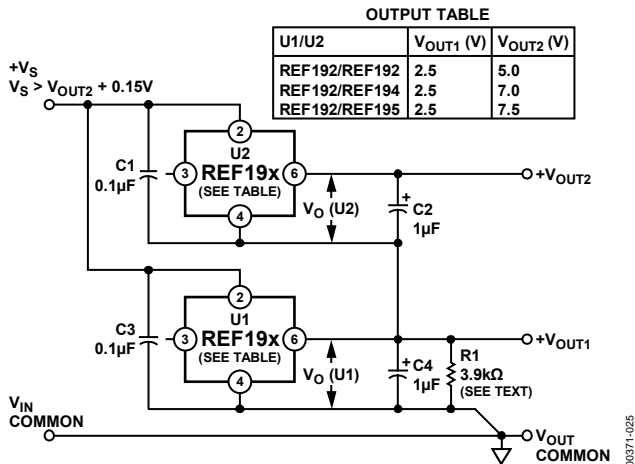 OUTPUT TABLE
U1/U2 VOUT1 (V) VOUT2 (V)
REF192/REF192 2.5 5.0
REF192/REF194 2.5 7.0
REF192/REF195 2.5 7.5
+VS
VS > VOUT2 + 0.15V
2
U2
C1
0.1µF
3
REF19x
6
(SEE TABLE)
4
VO (U2)
+
C2
1µF
+VOUT2
2
U1
C3
0.1µF
3
REF19x
6
(SEE TABLE)
4
VO (U1)
+
C4
1µF
R1
3.9kΩ
(SEE TEXT)
+VOUT1
VIN
COMMON
VOUT
COMMON
00371-025